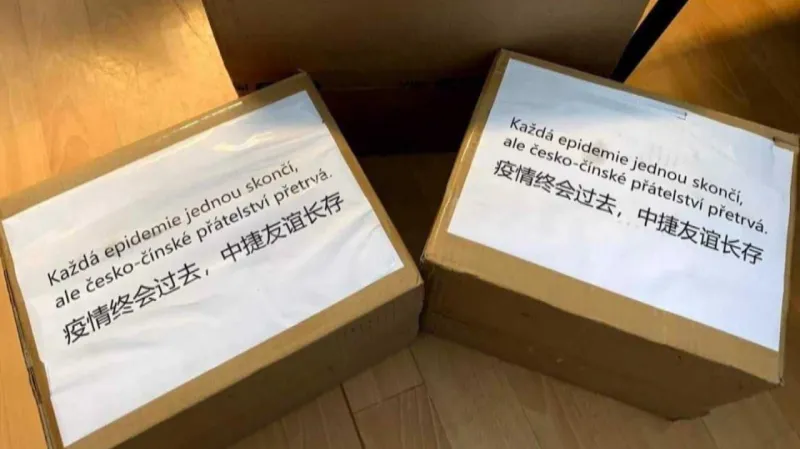 Každá epidemie jednou skončí,
ale česko-čínské přátelství přetrvá.
疫情终会过去，中捷友谊长存
Každá epidemie jednou skončí,
ale česko-čínské přátelství přetrvá.
疫情终会过去，中捷友谊长存